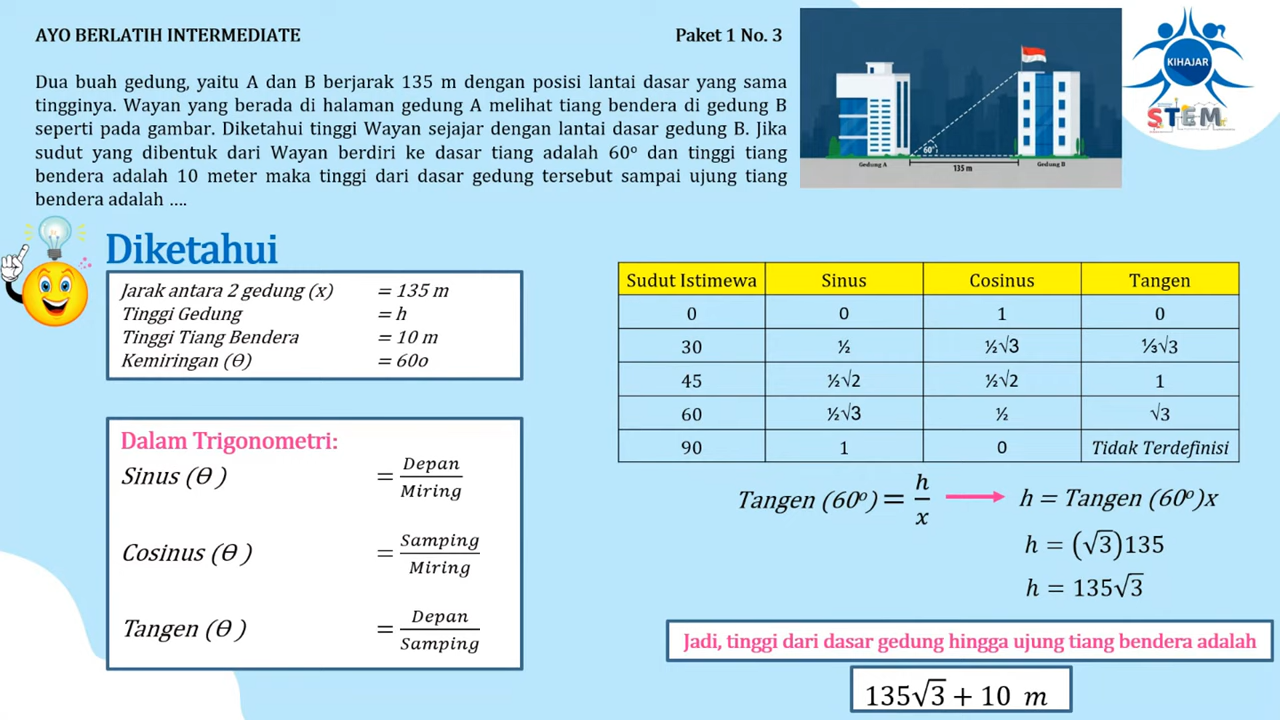 AYO BERLATIH INTERMEDIATE
Paket 1 No. 3
Dua buah gedung, yaitu A dan B berjarak 135 m dengan posisi lantai dasar yang sama
tingginya. Wayan yang berada di halaman gedung A melihat tiang bendera di gedung B
seperti pada gambar. Diketahui tinggi Wayan sejajar dengan lantai dasar gedung B. Jika
sudut yang dibentuk dari Wayan berdiri ke dasar tiang adalah 60º dan tinggi tiang
bendera adalah 10 meter maka tinggi dari dasar gedung tersebut sampai ujung tiang
bendera adalah ....
60°
Gedung A
135 m
Gedung B
KIHAJAR
STEM
Diketahui
Jarak antara 2 gedung (x) = 135 m
Tinggi Gedung = h
Tinggi Tiang Bendera = 10 m
Kemiringan (Θ) = 60o
Dalam Trigonometri:
Sinus (Θ ) = Depan / Miring
Cosinus (Θ ) = Samping / Miring
Tangen (Θ ) = Depan / Samping
Sudut Istimewa Sinus Cosinus Tangen
0 0 1 0
30 ½ ½√3 ⅓√3
45 ½√2 ½√2 1
60 ½√3 ½ √3
90 1 0 Tidak Terdefinisi
Tangen (60º) = h / x → h = Tangen (60º)x
h = (√3)135
h = 135√3
Jadi, tinggi dari dasar gedung hingga ujung tiang bendera adalah
135√3 + 10 m